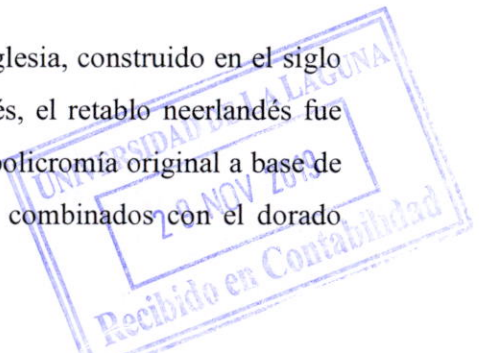 glesia, construido en el siglo
és, el retablo neerlandés fue
policromía original a base de
combinados con el dorado
UNIVERSIDAD DE LA LAGUNA
28 NOV 2019
Recibido en Contabilidad